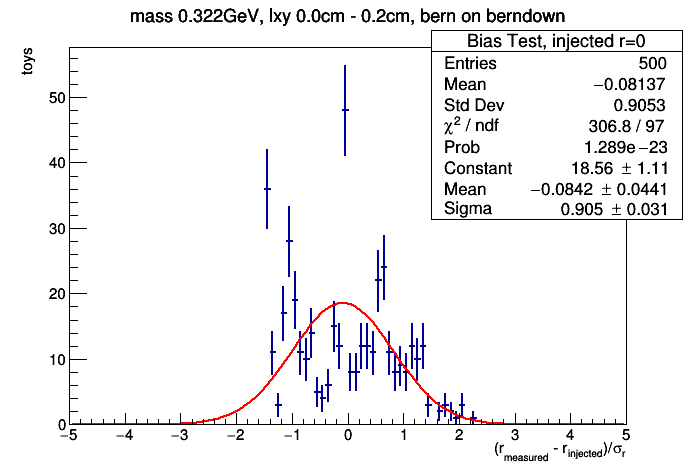 mass 0.322GeV, lxy 0.0cm - 0.2cm, bern on berndown
toys
Bias Test, injected r=0
Entries 500
Mean −0.08137
Std Dev 0.9053
χ² / ndf 306.8 / 97
Prob 1.289e−23
Constant 18.56 ± 1.11
Mean −0.0842 ± 0.0441
Sigma 0.905 ± 0.031
50
40
30
20
10
0
−5 −4 −3 −2 −1 0 1 2 3 4 5
(r_measured - r_injected)/σ_r